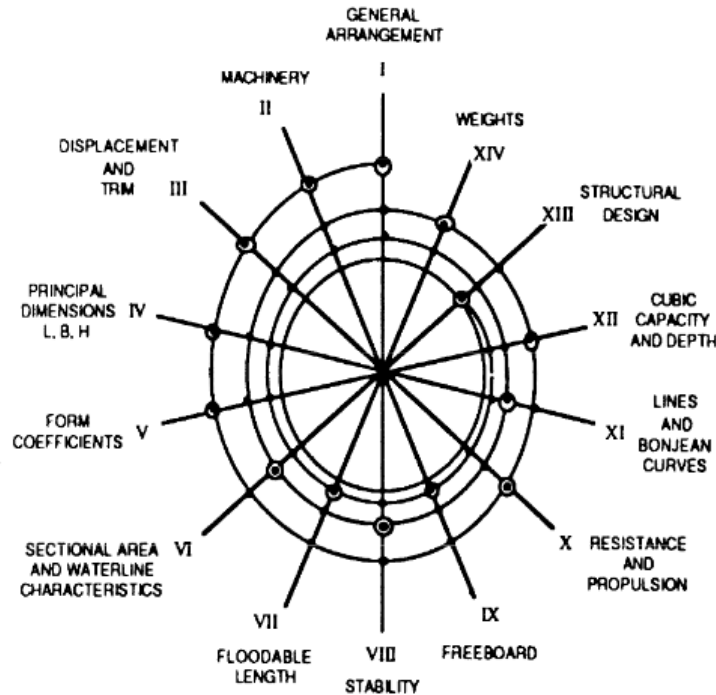 GENERAL
ARRANGEMENT
I
MACHINERY
II
DISPLACEMENT
AND
TRIM
III
PRINCIPAL
DIMENSIONS
L, B, H
IV
FORM
COEFFICIENTS
V
SECTIONAL AREA
AND WATERLINE
CHARACTERISTICS
VI
VII
FLOODABLE
LENGTH
VIII
STABILITY
IX
FREEBOARD
X
RESISTANCE
AND
PROPULSION
XI
LINES
AND
BONJEAN
CURVES
XII
CUBIC
CAPACITY
AND DEPTH
XIII
STRUCTURAL
DESIGN
WEIGHTS
XIV